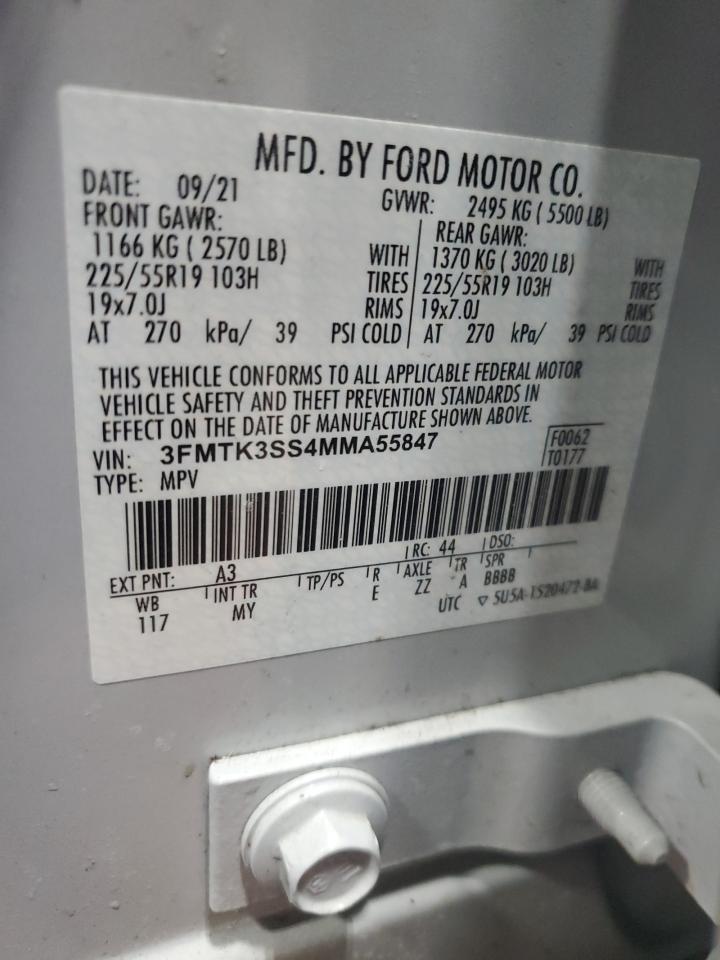 MFD. BY FORD MOTOR CO.
DATE: 09/21 GVWR: 2495 KG ( 5500 LB)
FRONT GAWR: REAR GAWR:
1166 KG ( 2570 LB) WITH 1370 KG ( 3020 LB) WITH
225/55R19 103H TIRES 225/55R19 103H TIRES
19x7.0J RIMS 19x7.0J RIMS
AT 270 kPa/ 39 PSI COLD AT 270 kPa/ 39 PSI COLD
THIS VEHICLE CONFORMS TO ALL APPLICABLE FEDERAL MOTOR
VEHICLE SAFETY AND THEFT PREVENTION STANDARDS IN
EFFECT ON THE DATE OF MANUFACTURE SHOWN ABOVE.
VIN: 3FMTK3SS4MMA55847 F0062
TYPE: MPV T0177
EXT PNT: A3 RC: 44 DSO:
WB INT TR TP/PS R AXLE TR SPR
117 MY E ZZ A BBBB
UTC ▽ 5U5A-1520472-BA